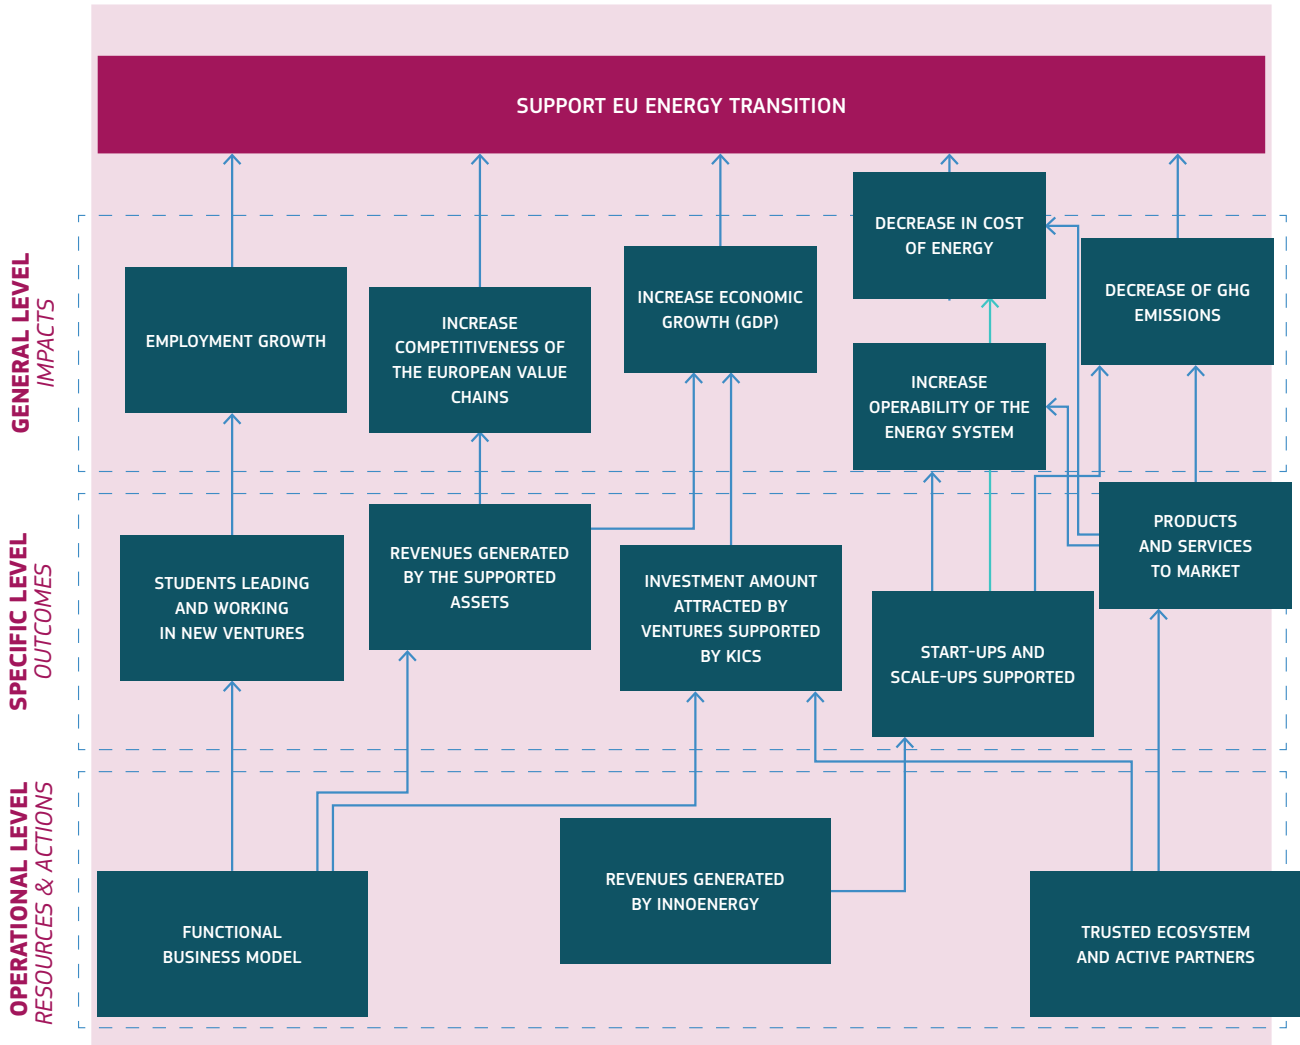 SUPPORT EU ENERGY TRANSITION
GENERAL LEVEL
IMPACTS
EMPLOYMENT GROWTH
INCREASE
COMPETITIVENESS OF
THE EUROPEAN VALUE
CHAINS
INCREASE ECONOMIC
GROWTH (GDP)
DECREASE IN COST
OF ENERGY
INCREASE
OPERABILITY OF THE
ENERGY SYSTEM
DECREASE OF GHG
EMISSIONS
SPECIFIC LEVEL
OUTCOMES
STUDENTS LEADING
AND WORKING
IN NEW VENTURES
REVENUES GENERATED
BY THE SUPPORTED
ASSETS
INVESTMENT AMOUNT
ATTRACTED BY
VENTURES SUPPORTED
BY KICS
START-UPS AND
SCALE-UPS SUPPORTED
PRODUCTS
AND SERVICES
TO MARKET
OPERATIONAL LEVEL
RESOURCES & ACTIONS
FUNCTIONAL
BUSINESS MODEL
REVENUES GENERATED
BY INNOENERGY
TRUSTED ECOSYSTEM
AND ACTIVE PARTNERS